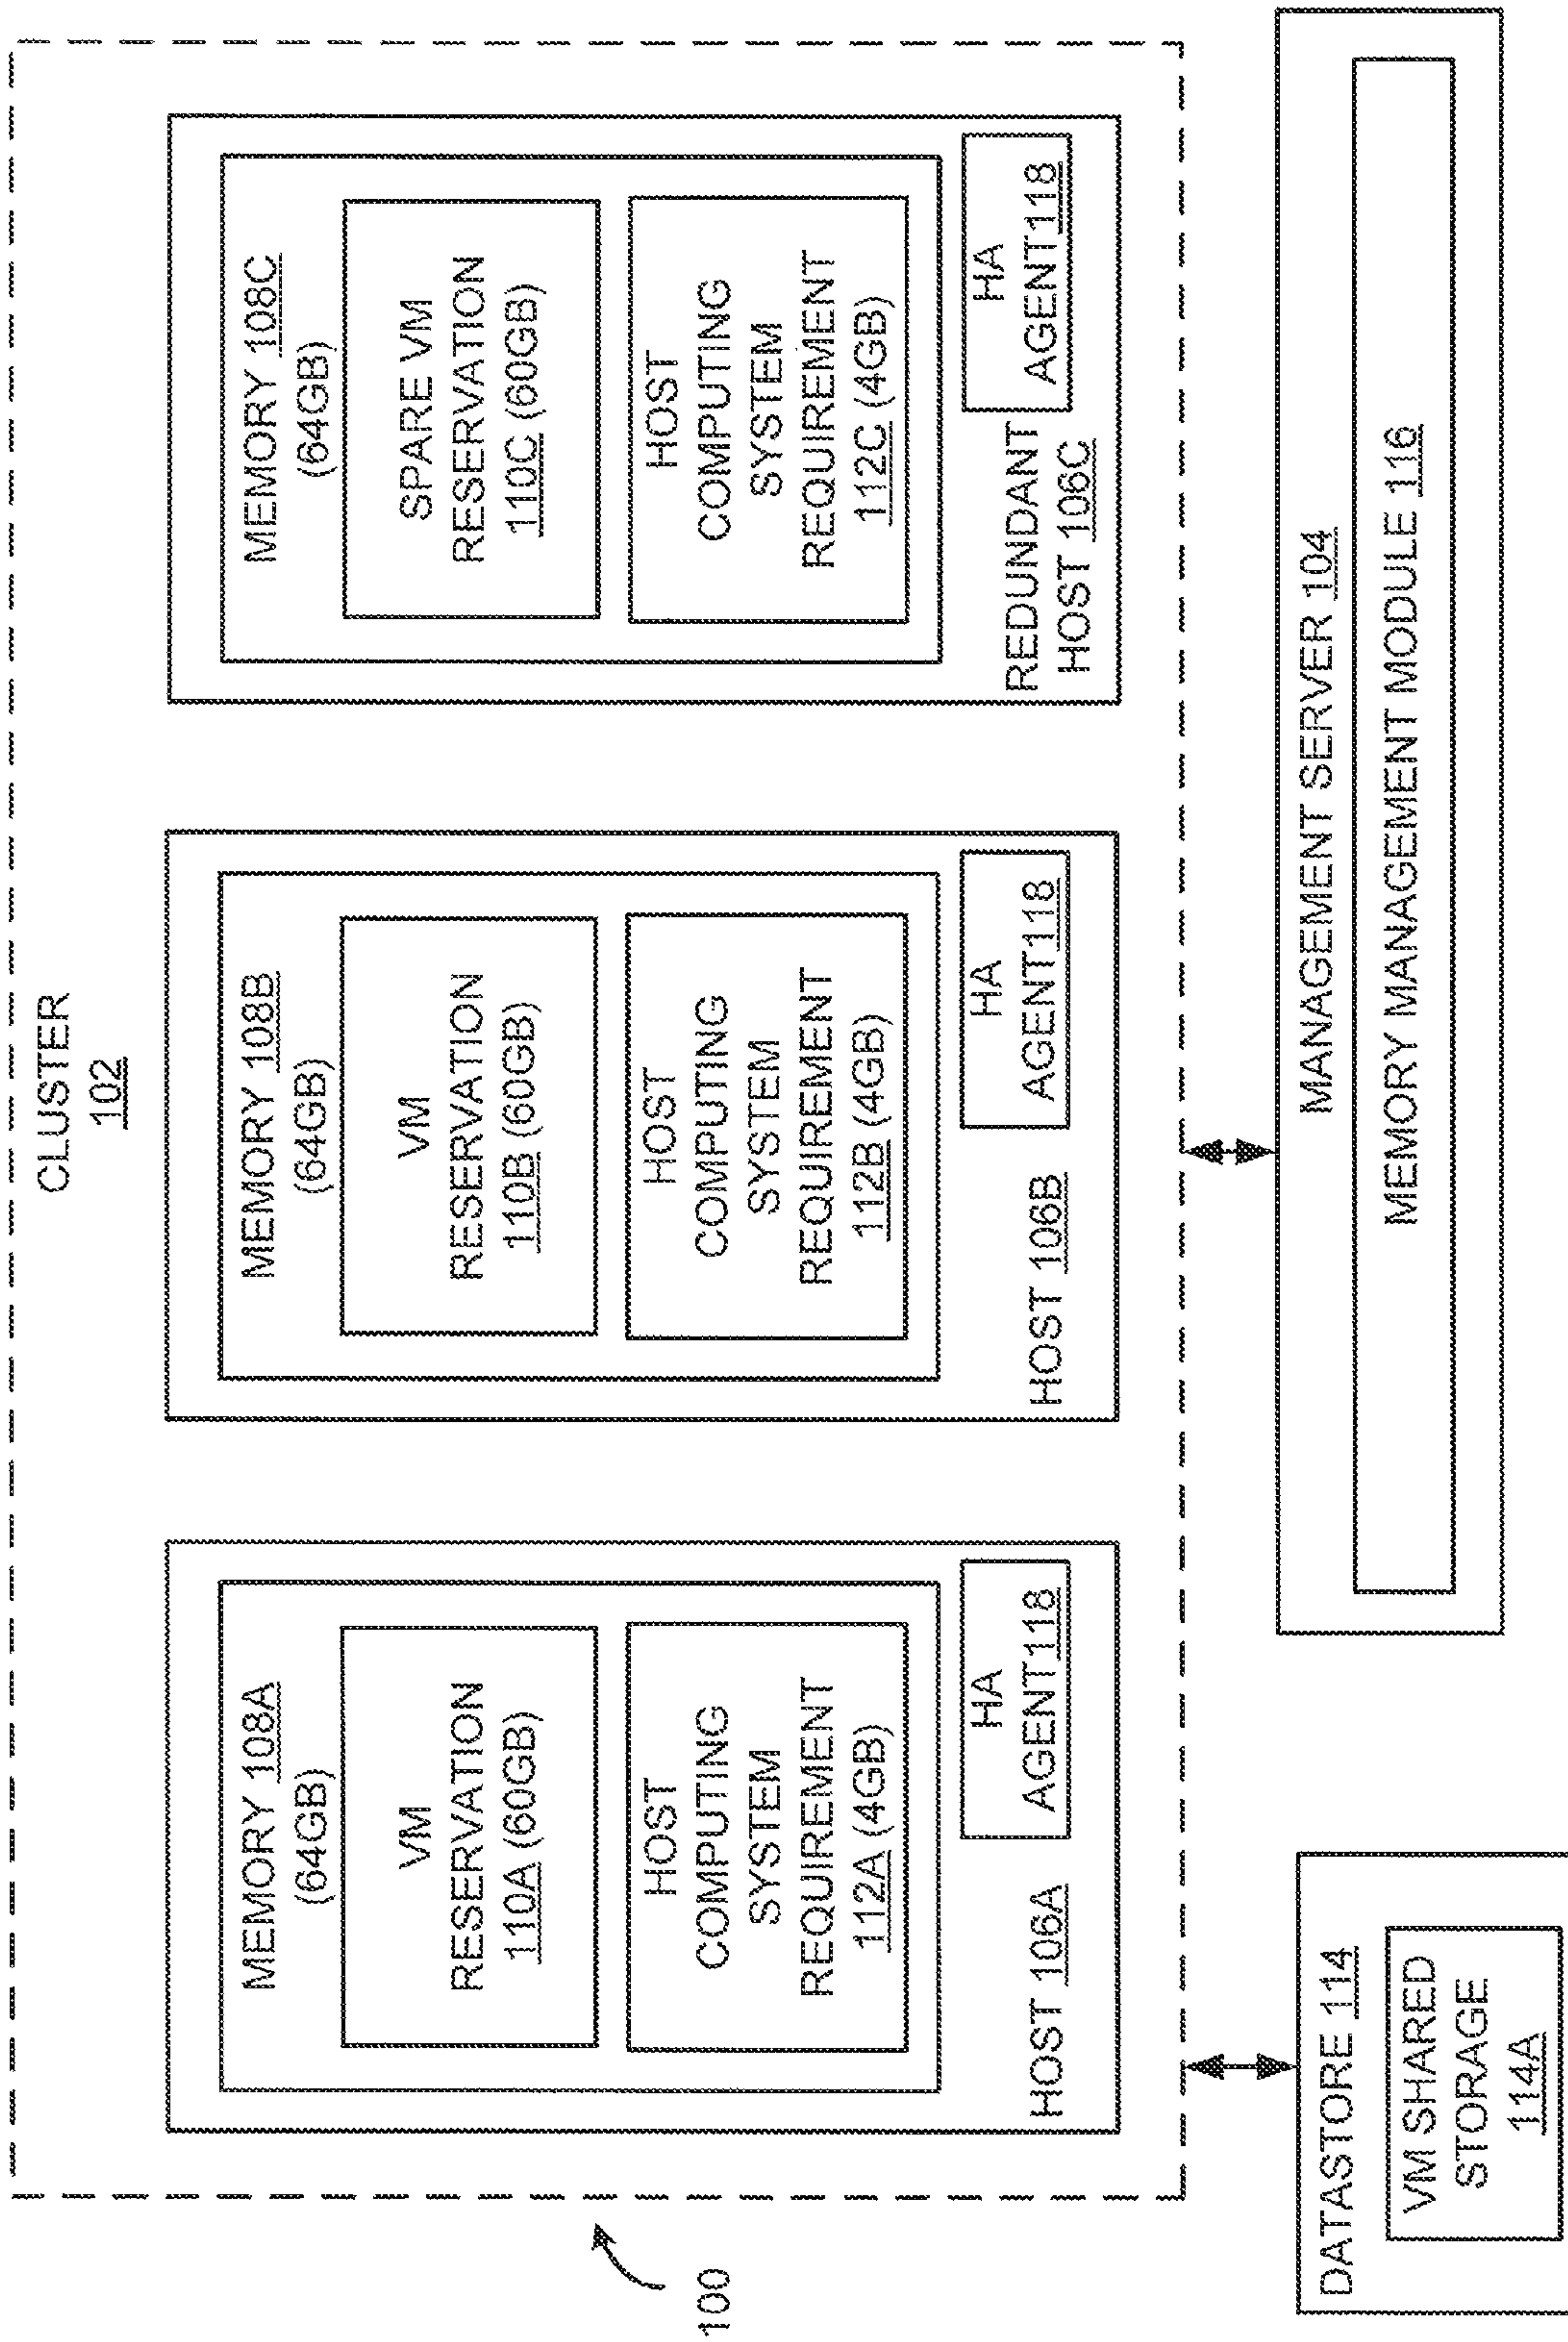 CLUSTER
102
MEMORY 108A
(64GB)
VM
RESERVATION
110A (60GB)
HOST
COMPUTING
SYSTEM
REQUIREMENT
112A (4GB)
HOST 106A
HA
AGENT118
MEMORY 108B
(64GB)
VM
RESERVATION
110B (60GB)
HOST
COMPUTING
SYSTEM
REQUIREMENT
112B (4GB)
HOST 106B
HA
AGENT118
MEMORY 108C
(64GB)
SPARE VM
RESERVATION
110C (60GB)
HOST
COMPUTING
SYSTEM
REQUIREMENT
112C (4GB)
REDUNDANT
HOST 106C
HA
AGENT118
100
DATASTORE 114
VM SHARED
STORAGE
114A
MANAGEMENT SERVER 104
MEMORY MANAGEMENT MODULE 116